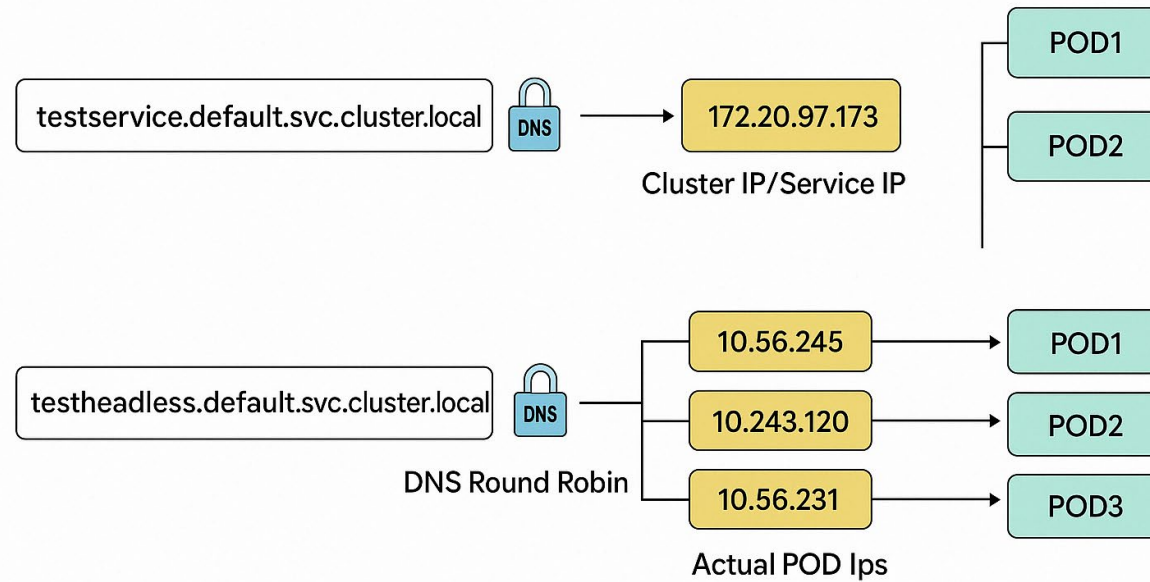 POD1
testservice.default.svc.cluster.local
DNS
172.20.97.173
POD2
Cluster IP/Service IP
10.56.245
POD1
testheadless.default.svc.cluster.local
DNS
10.243.120
POD2
DNS Round Robin
10.56.231
POD3
Actual POD Ips